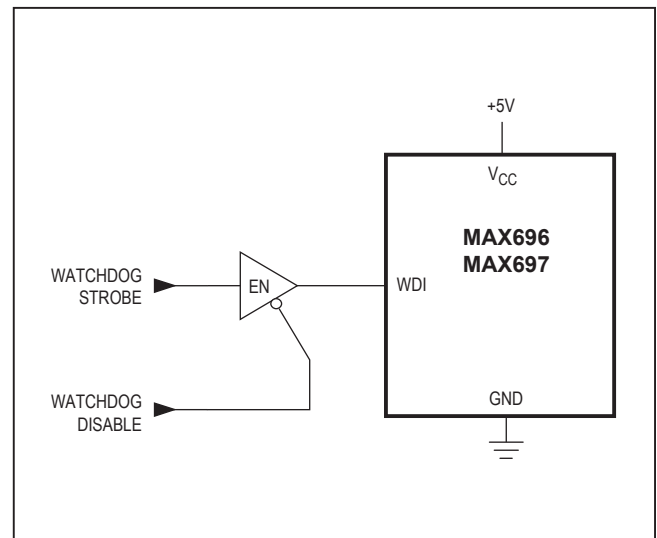 +5V
VCC
MAX696
MAX697
WATCHDOG
STROBE
EN
WDI
WATCHDOG
DISABLE
GND